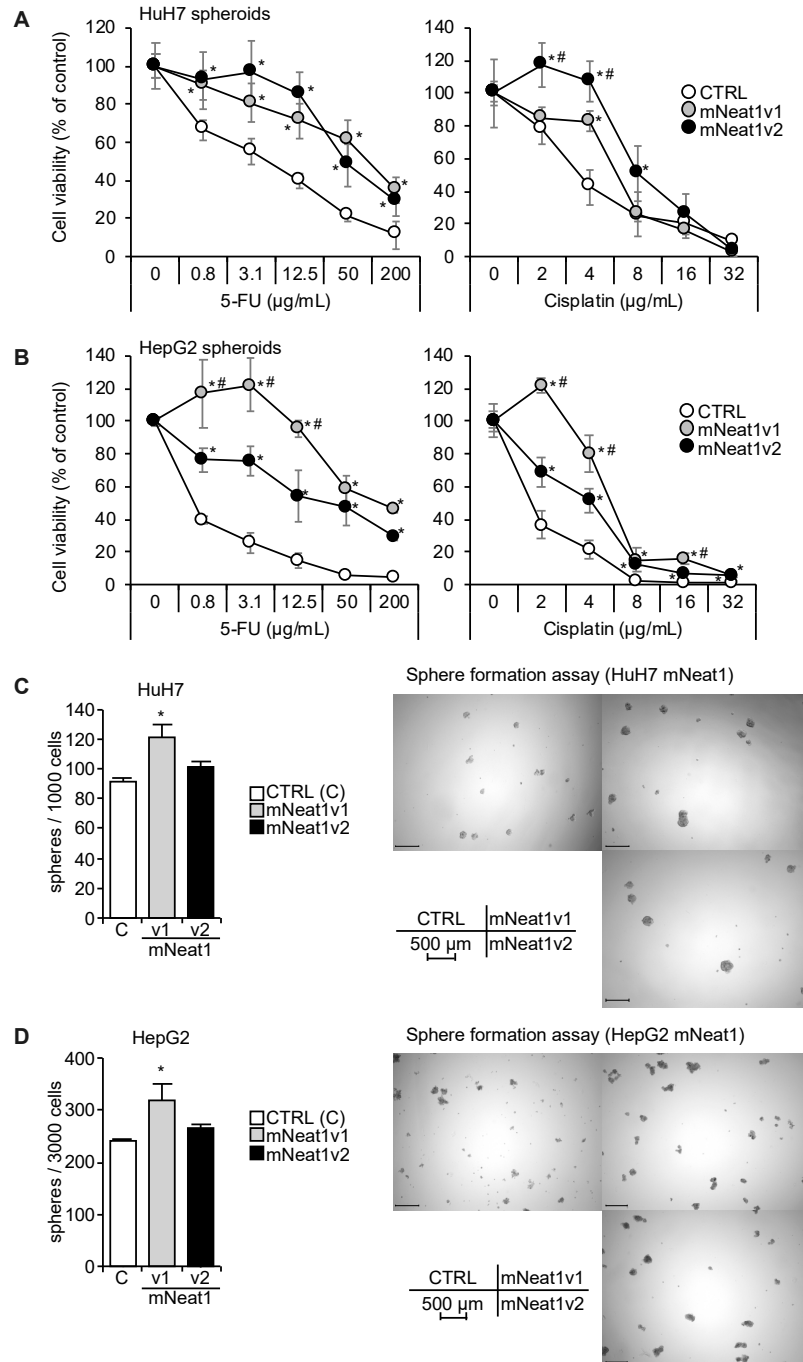 A
HuH7 spheroids
Cell viability (% of control)
120
100
80
60
40
20
0
* * * * * * * * * *
0 0.8 3.1 12.5 50 200
5-FU (µg/mL)
140
120
100
80
60
40
20
0
*# *# * *
0 2 4 8 16 32
Cisplatin (µg/mL)
CTRL
mNeat1v1
mNeat1v2
B
HepG2 spheroids
Cell viability (% of control)
140
120
100
80
60
40
20
0
*# *# *# * * * * * * *
0 0.8 3.1 12.5 50 200
5-FU (µg/mL)
140
120
100
80
60
40
20
0
*# *# * * * * *# * * *
0 2 4 8 16 32
Cisplatin (µg/mL)
CTRL
mNeat1v1
mNeat1v2
C
HuH7
spheres / 1000 cells
140
120
100
80
60
40
20
0
*
C v1 v2
mNeat1
CTRL (C)
mNeat1v1
mNeat1v2
Sphere formation assay (HuH7 mNeat1)
CTRL mNeat1v1
500 µm mNeat1v2
D
HepG2
spheres / 3000 cells
400
300
200
100
0
*
C v1 v2
mNeat1
CTRL (C)
mNeat1v1
mNeat1v2
Sphere formation assay (HepG2 mNeat1)
CTRL mNeat1v1
500 µm mNeat1v2